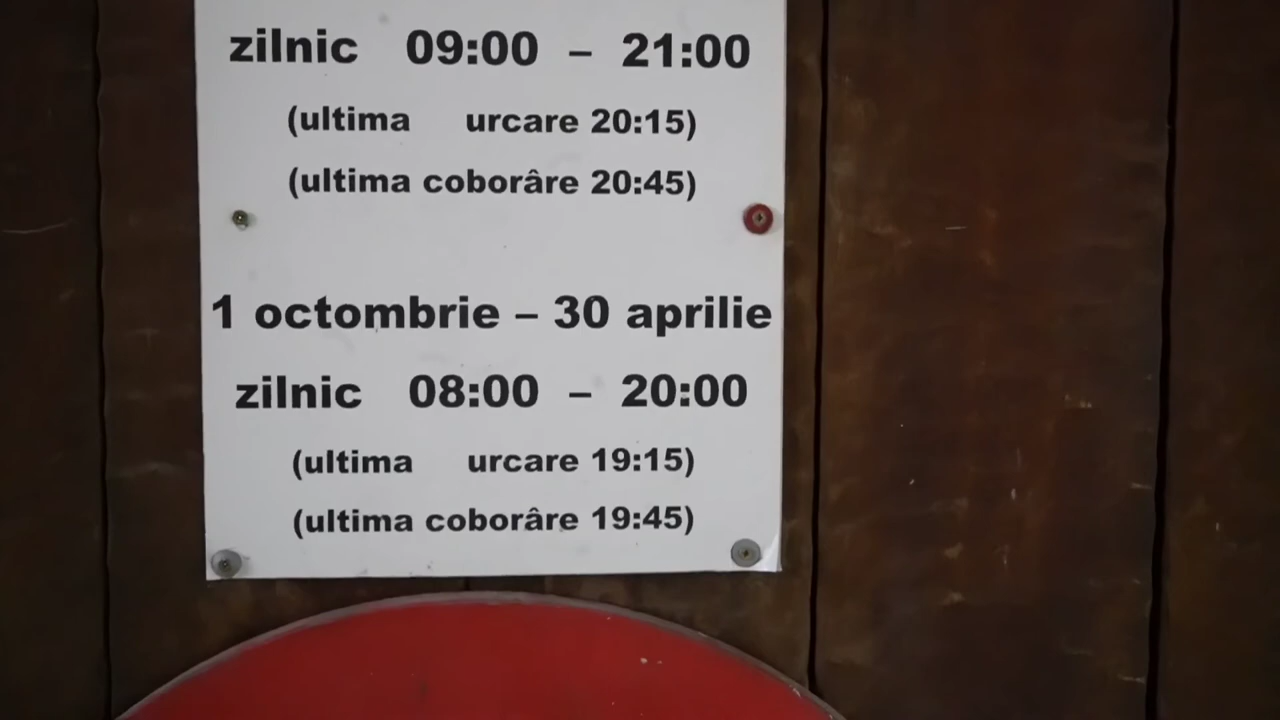 zilnic 09:00 – 21:00
(ultima urcare 20:15)
(ultima coborâre 20:45)
1 octombrie – 30 aprilie
zilnic 08:00 – 20:00
(ultima urcare 19:15)
(ultima coborâre 19:45)